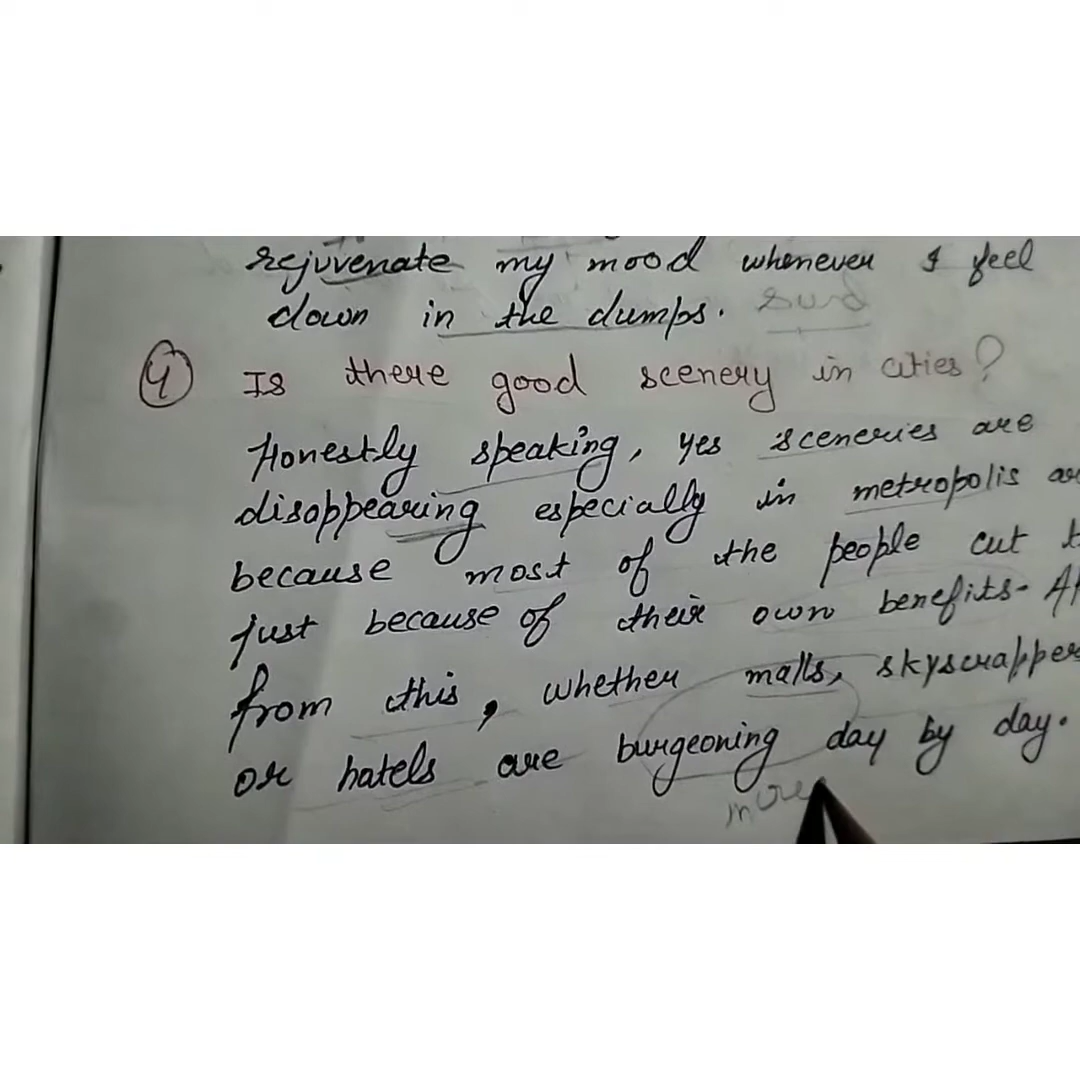 rejuvenate my mood whenever I feel
down in the dumps. sad
4 Is there good scenery in cities?
Honestly speaking, yes sceneries are
disappearing especially in metropolis
because most of the people cut
just because of their own benefits.
from this, whether malls, skyscrapper
or hotels are burgeoning day by day.
more